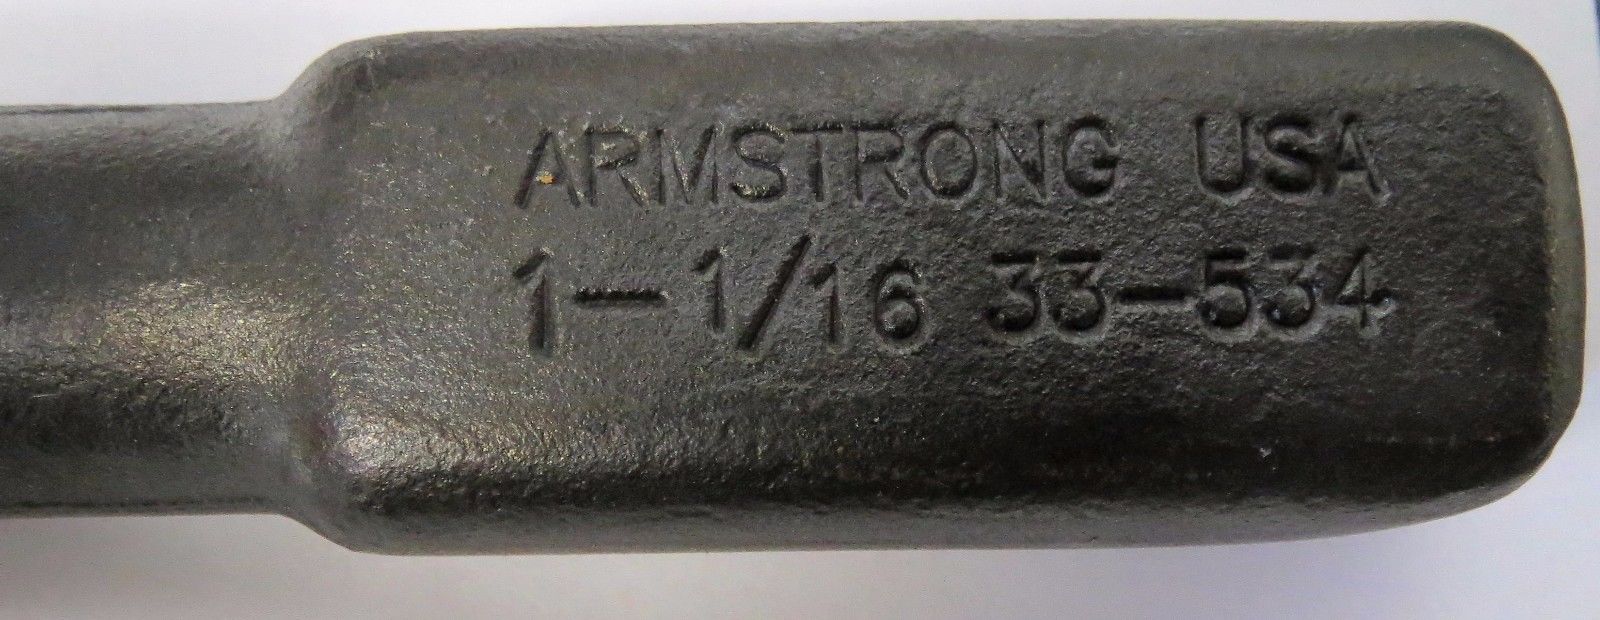 ARMSTRONG USA
1-1/16 33-534